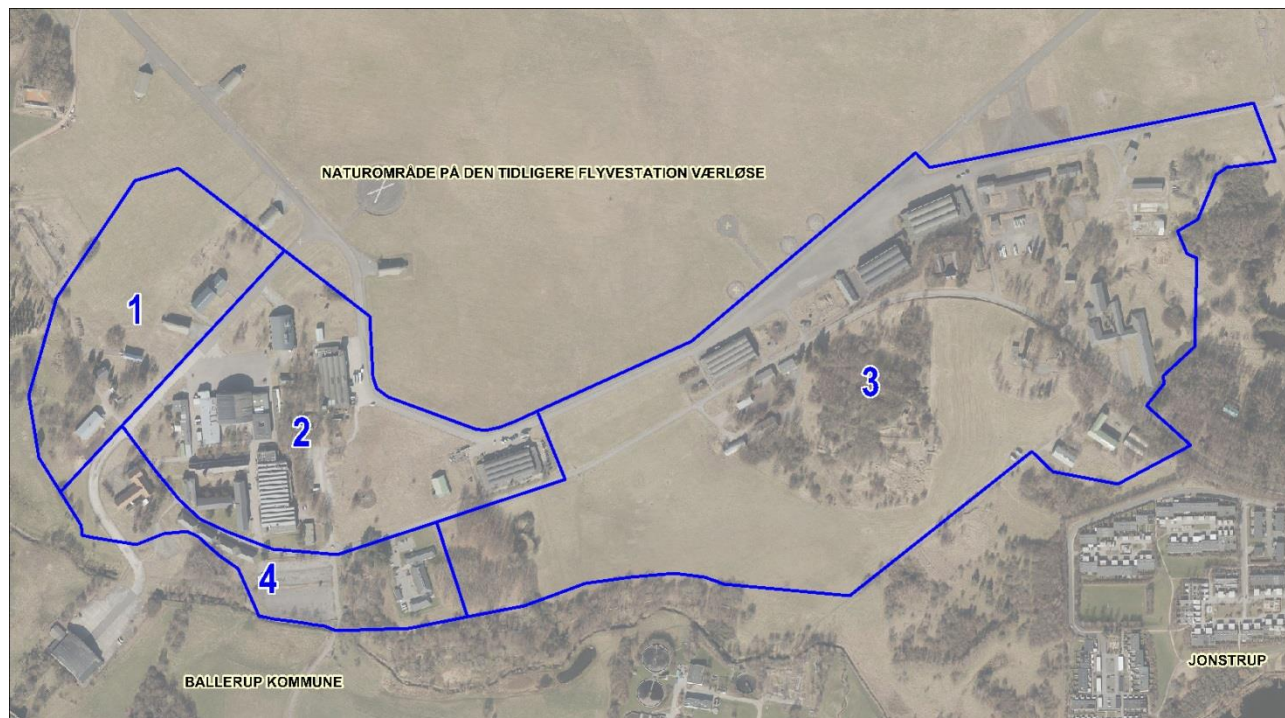 NATUROMRÅDE PÅ DEN TIDLIGERE FLYVESTATION VÆRLØSE
1
2
3
4
JONSTRUP
BALLERUP KOMMUNE